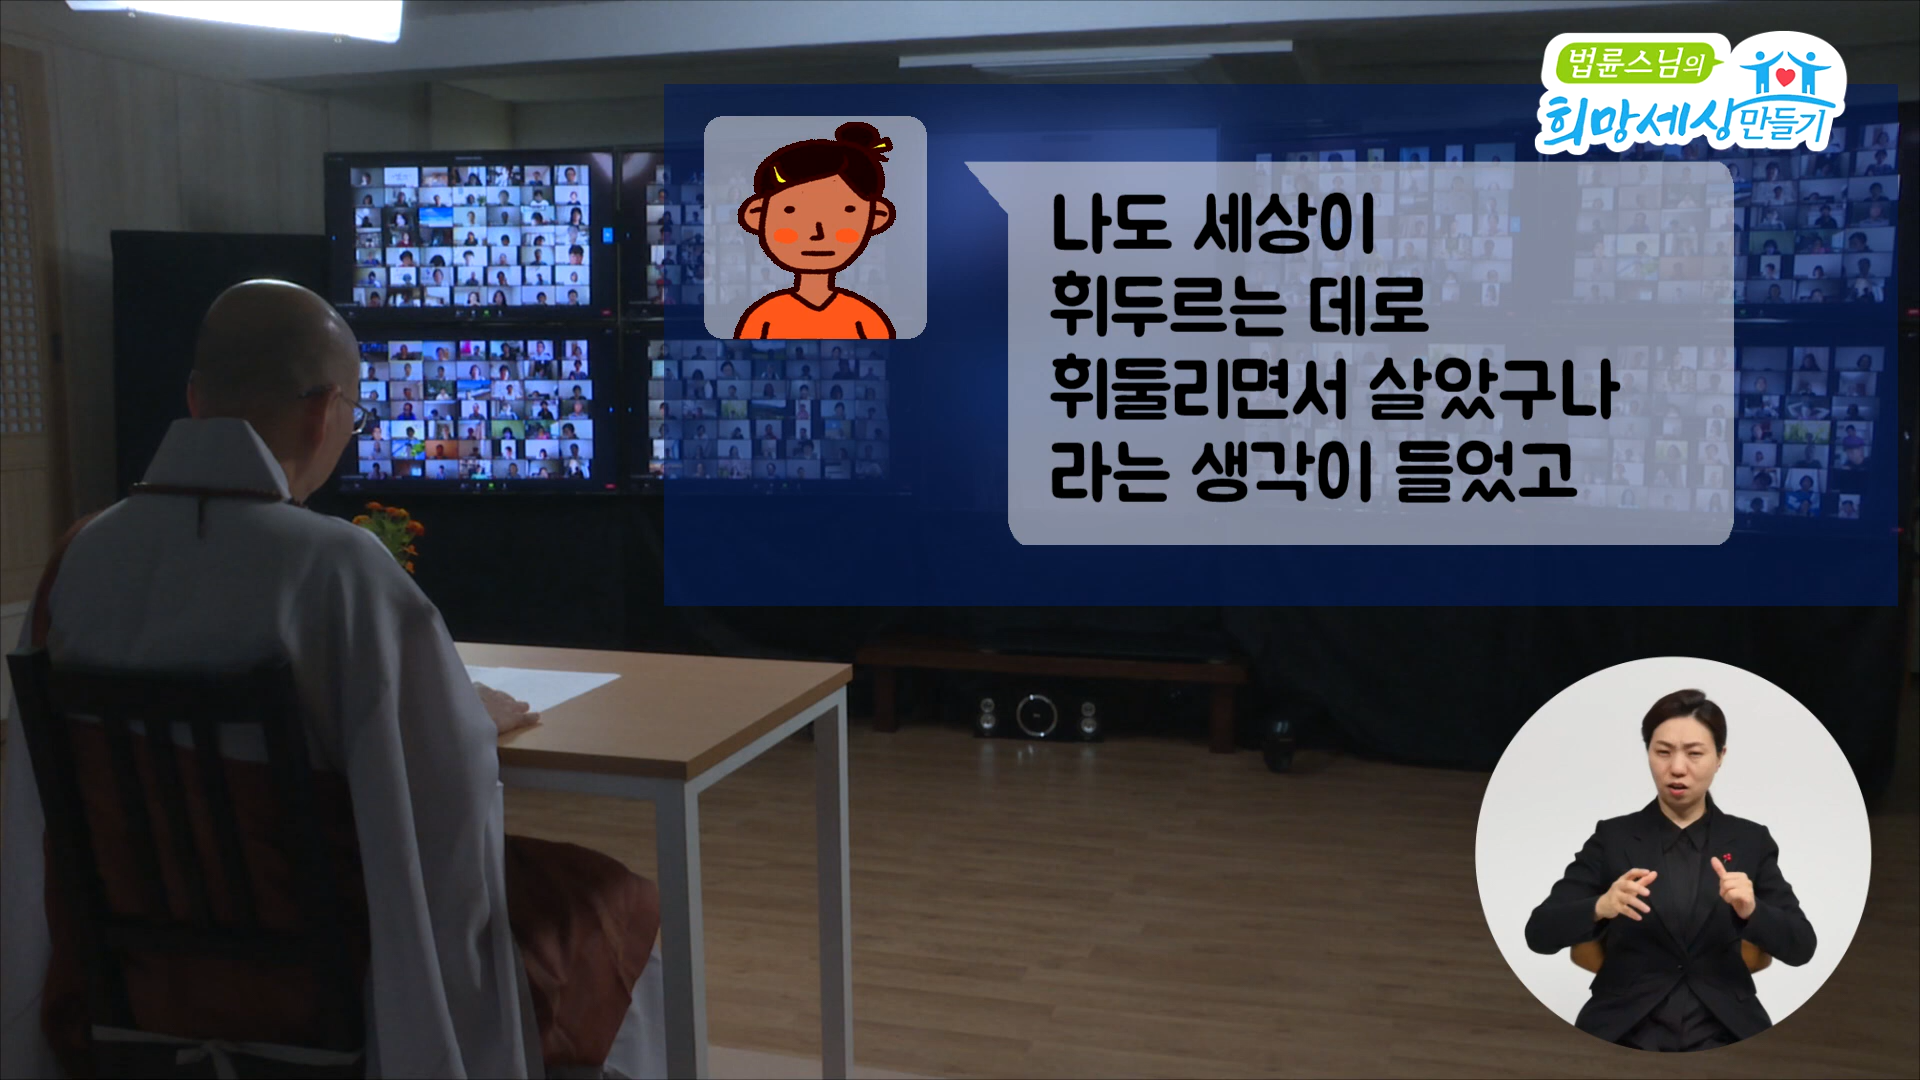 법륜스님의
희망세상만들기
나도 세상이
휘두르는 데로
휘둘리면서 살았구나
라는 생각이 들었고